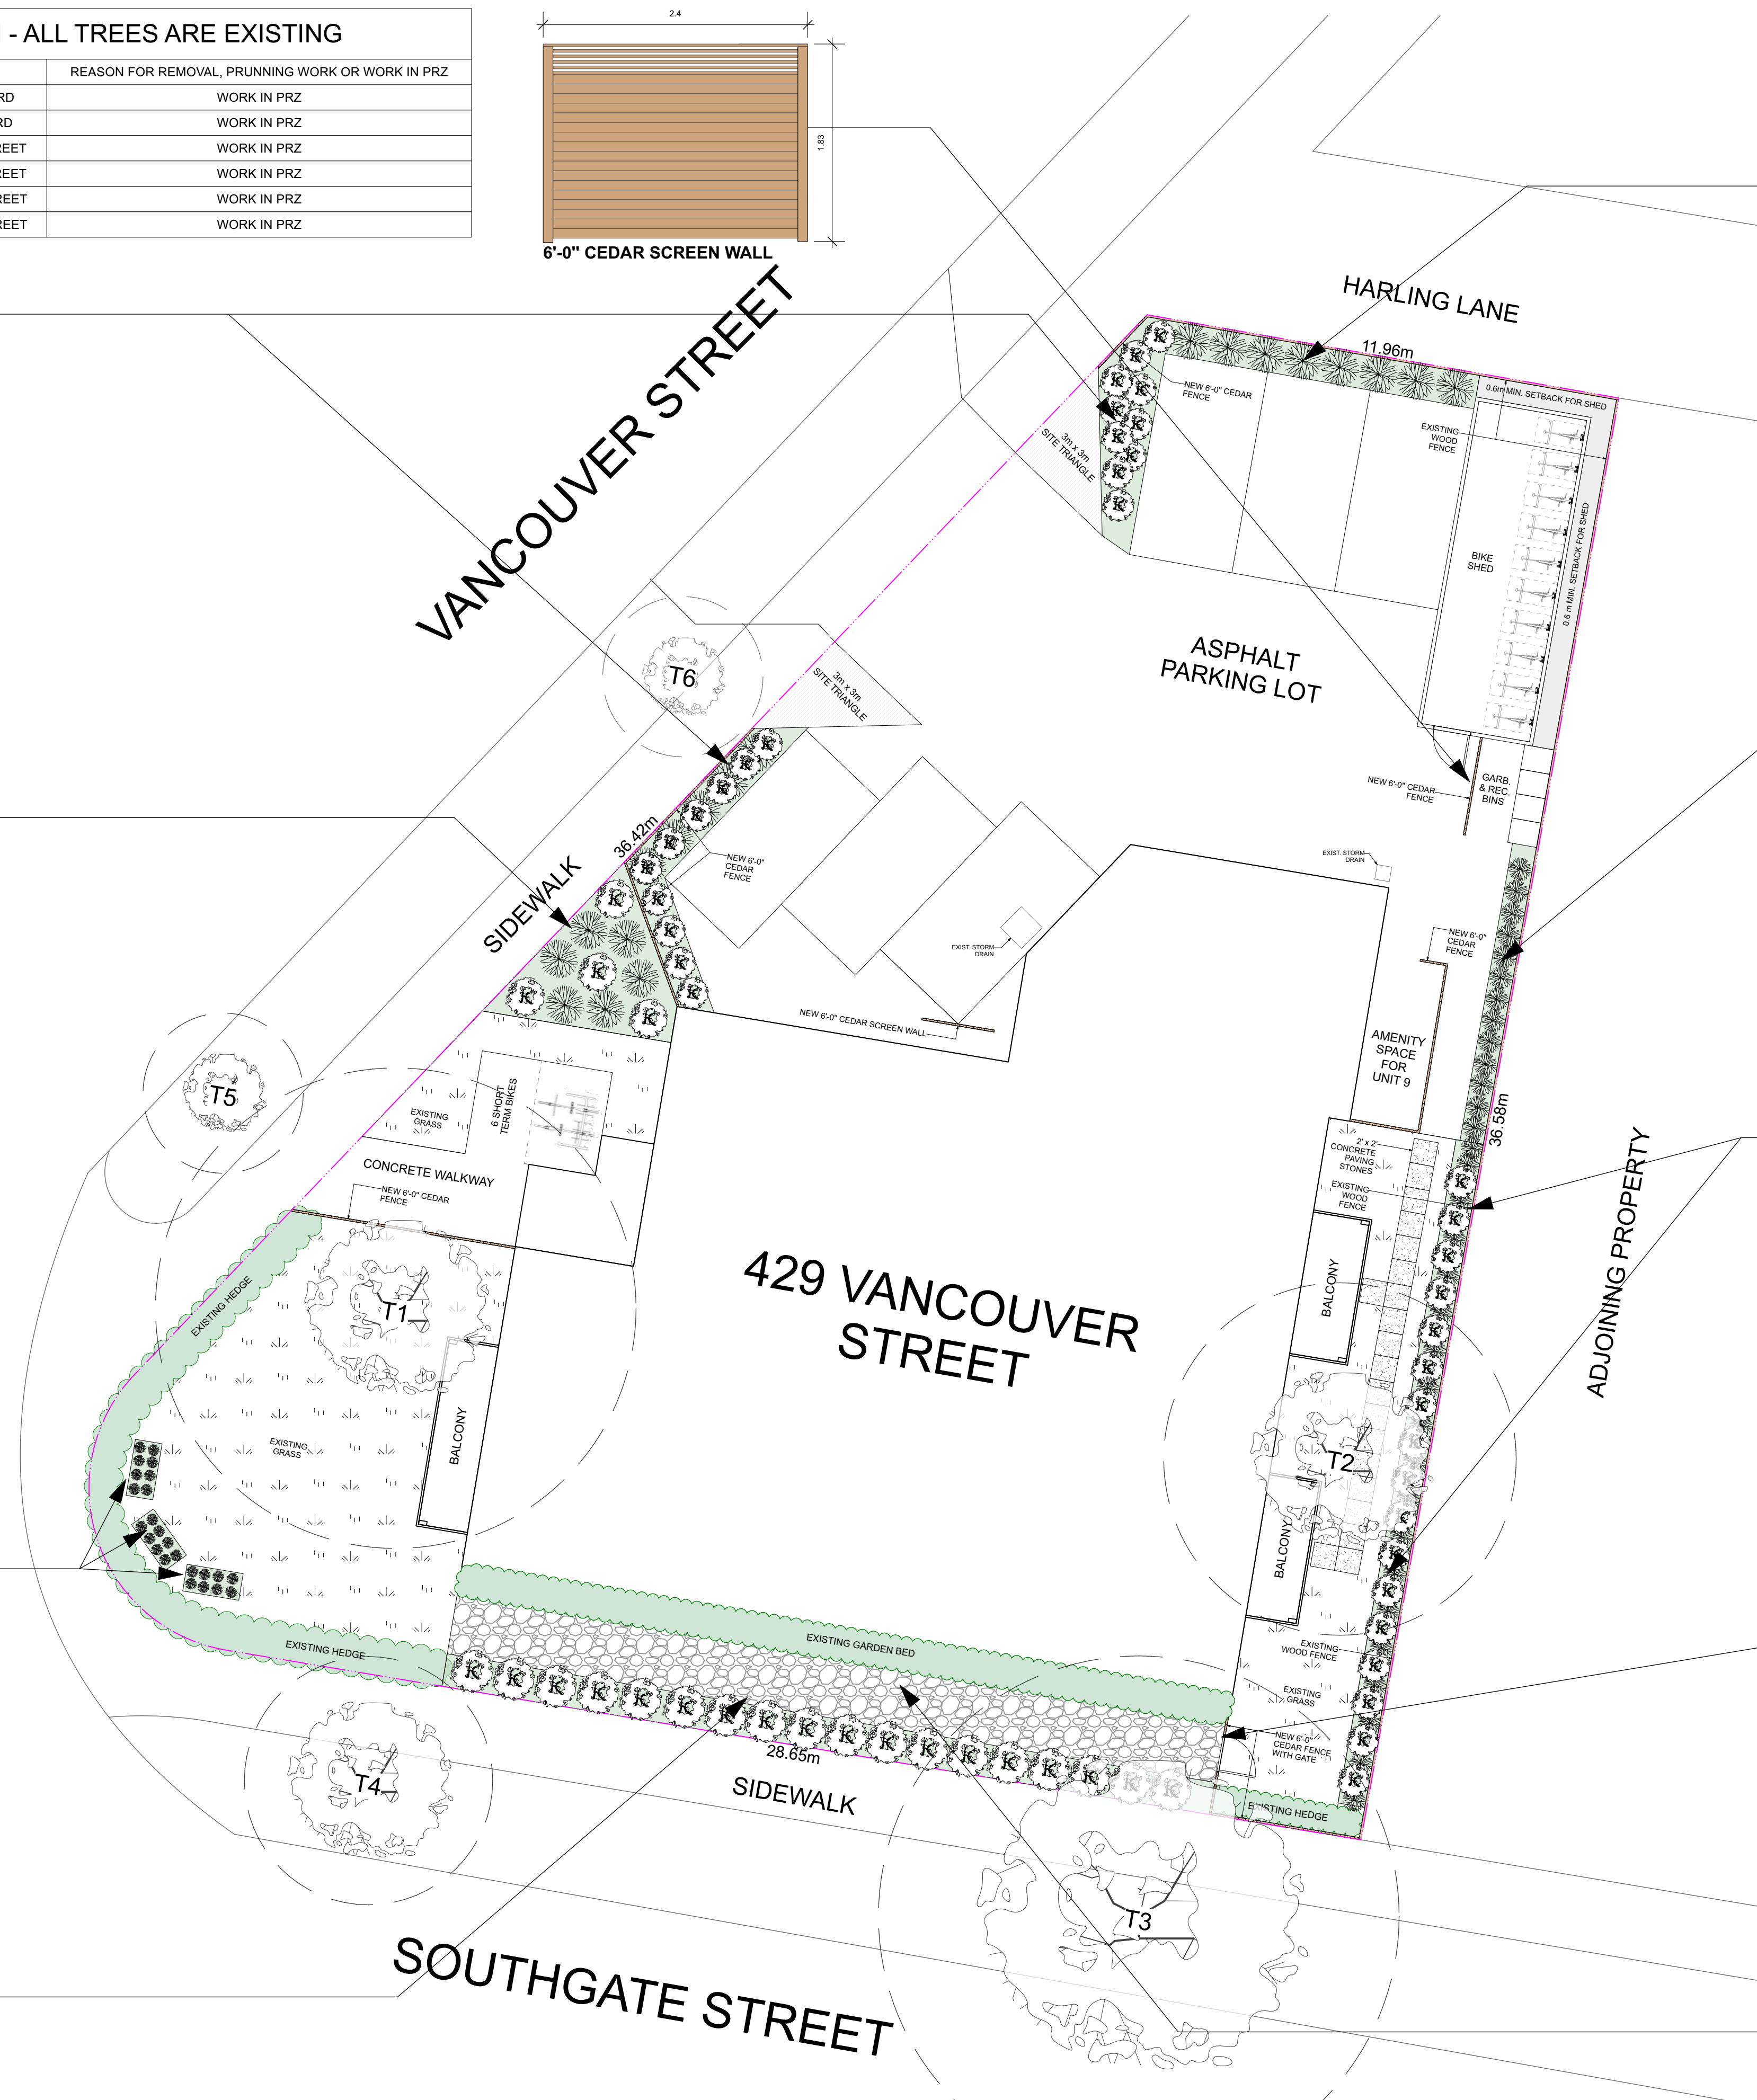 - ALL TREES ARE EXISTING
REASON FOR REMOVAL, PRUNNING WORK OR WORK IN PRZ
RD WORK IN PRZ
RD WORK IN PRZ
REET WORK IN PRZ
REET WORK IN PRZ
REET WORK IN PRZ
REET WORK IN PRZ
2.4
1.83
6'-0" CEDAR SCREEN WALL
VANCOUVER STREET
HARLING LANE
11.96m
0.6m MIN. SETBACK FOR SHED
NEW 6'-0" CEDAR
FENCE
EXISTING
WOOD
FENCE
3m x 3m
SITE TRIANGLE
BIKE
SHED
0.6 m MIN. SETBACK FOR SHED
ASPHALT
PARKING LOT
T6
3m x 3m
SITE TRIANGLE
NEW 6'-0" CEDAR
FENCE
GARB.
& REC.
BINS
36.42m
NEW 6'-0"
CEDAR
FENCE
EXIST. STORM
DRAIN
SIDEWALK
EXIST. STORM
DRAIN
NEW 6'-0"
CEDAR
FENCE
NEW 6'-0" CEDAR SCREEN WALL
AMENITY
SPACE
FOR
UNIT 9
T5
EXISTING
GRASS
6 SHORT
TERM BIKES
36.58m
2' x 2'
CONCRETE
PAVING
STONES
CONCRETE WALKWAY
NEW 6'-0" CEDAR
FENCE
EXISTING
WOOD
FENCE
ADJOINING PROPERTY
EXISTING HEDGE
T1
429 VANCOUVER
STREET
BALCONY
BALCONY
EXISTING
GRASS
T2
BALCONY
EXISTING GARDEN BED
EXISTING HEDGE
EXISTING
WOOD FENCE
EXISTING
GRASS
NEW 6'-0"
CEDAR FENCE
WITH GATE
28.65m
T4
SIDEWALK
EXISTING HEDGE
T3
SOUTHGATE STREET
K
K
K
K
K
K
K
K
K
K